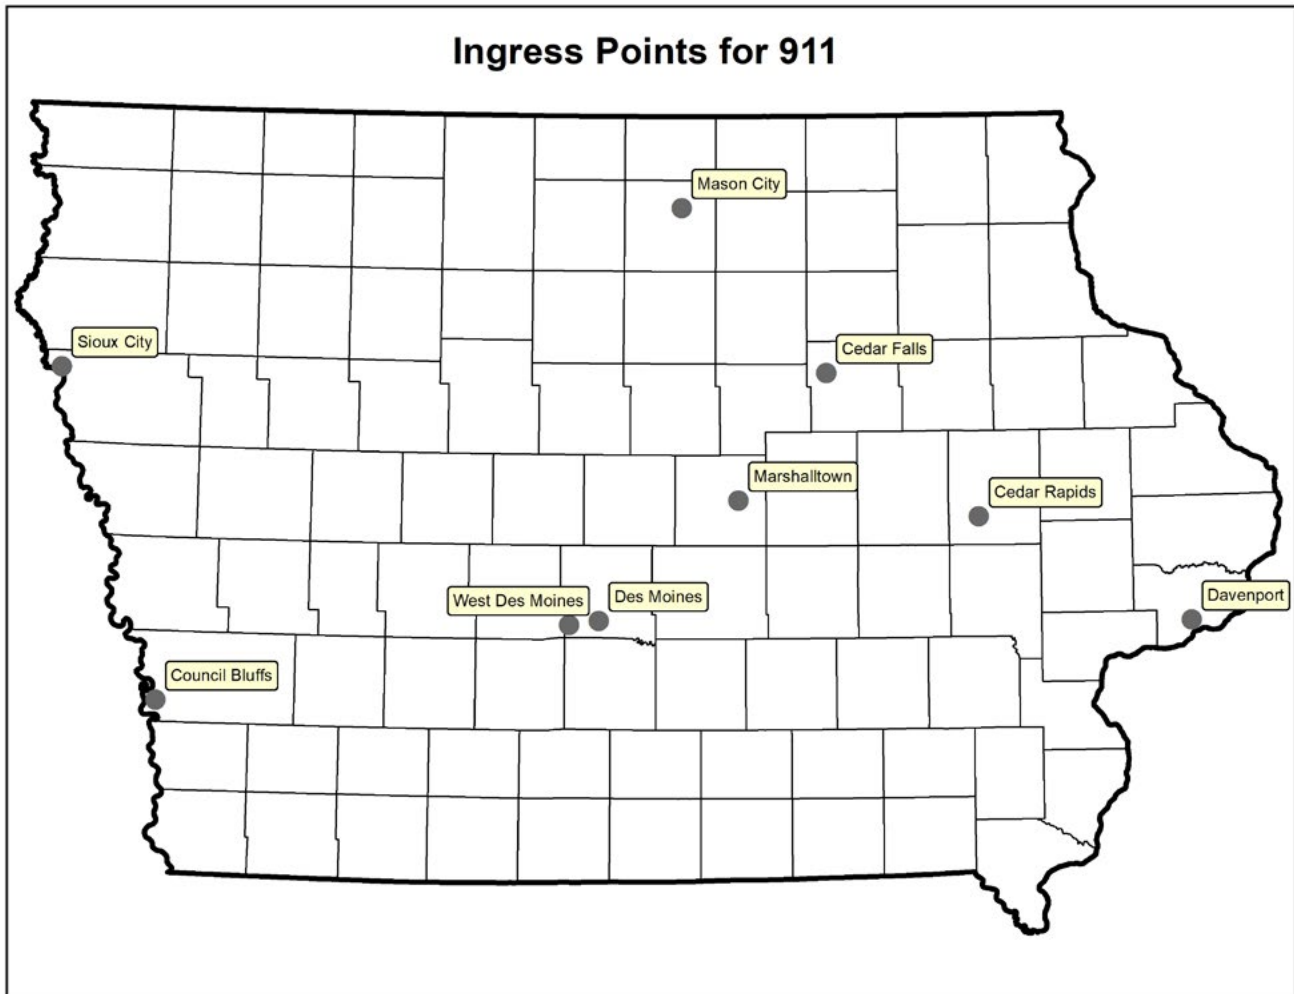 Ingress Points for 911
Mason City
Sioux City
Cedar Falls
Marshalltown
Cedar Rapids
West Des Moines
Des Moines
Davenport
Council Bluffs